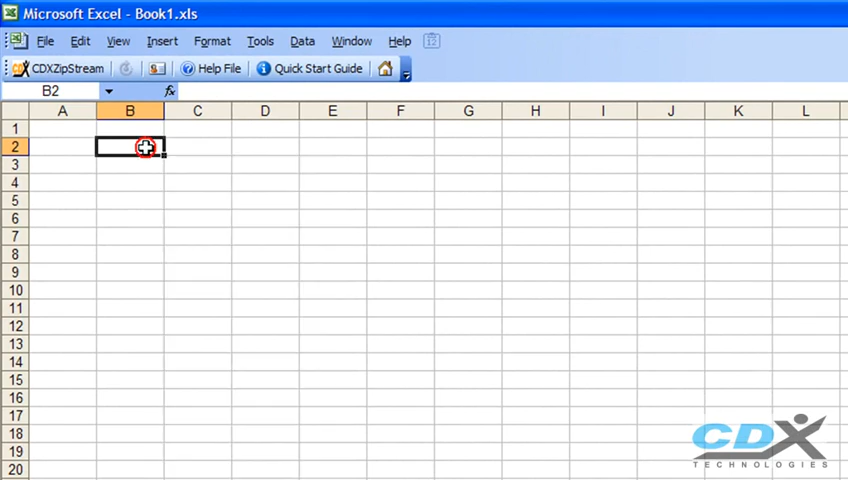 Microsoft Excel - Book1.xls
File Edit View Insert Format Tools Data Window Help 12
CDXZipStream Help File Quick Start Guide
B2 fx
A B C D E F G H I J K L
1
2
3
4
5
6
7
8
9
10
11
12
13
14
15
16
17
18
19
20
CDX
TECHNOLOGIES